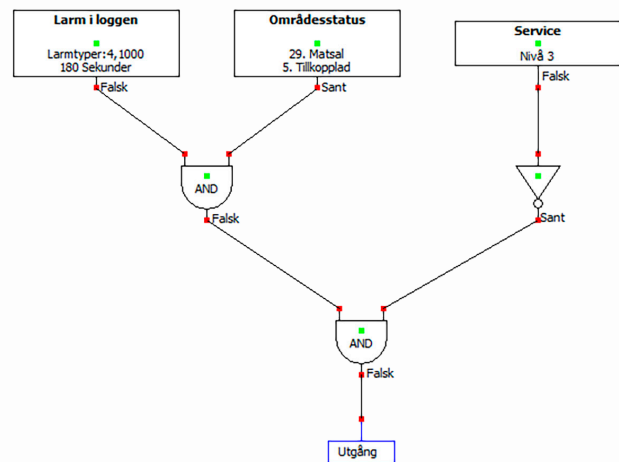 Larm i loggen
Larmtyper:4,1000
180 Sekunder
Falsk
Områdesstatus
29. Matsal
5. Tillkopplad
Sant
Service
Nivå 3
Falsk
AND
Falsk
Sant
AND
Falsk
Utgång